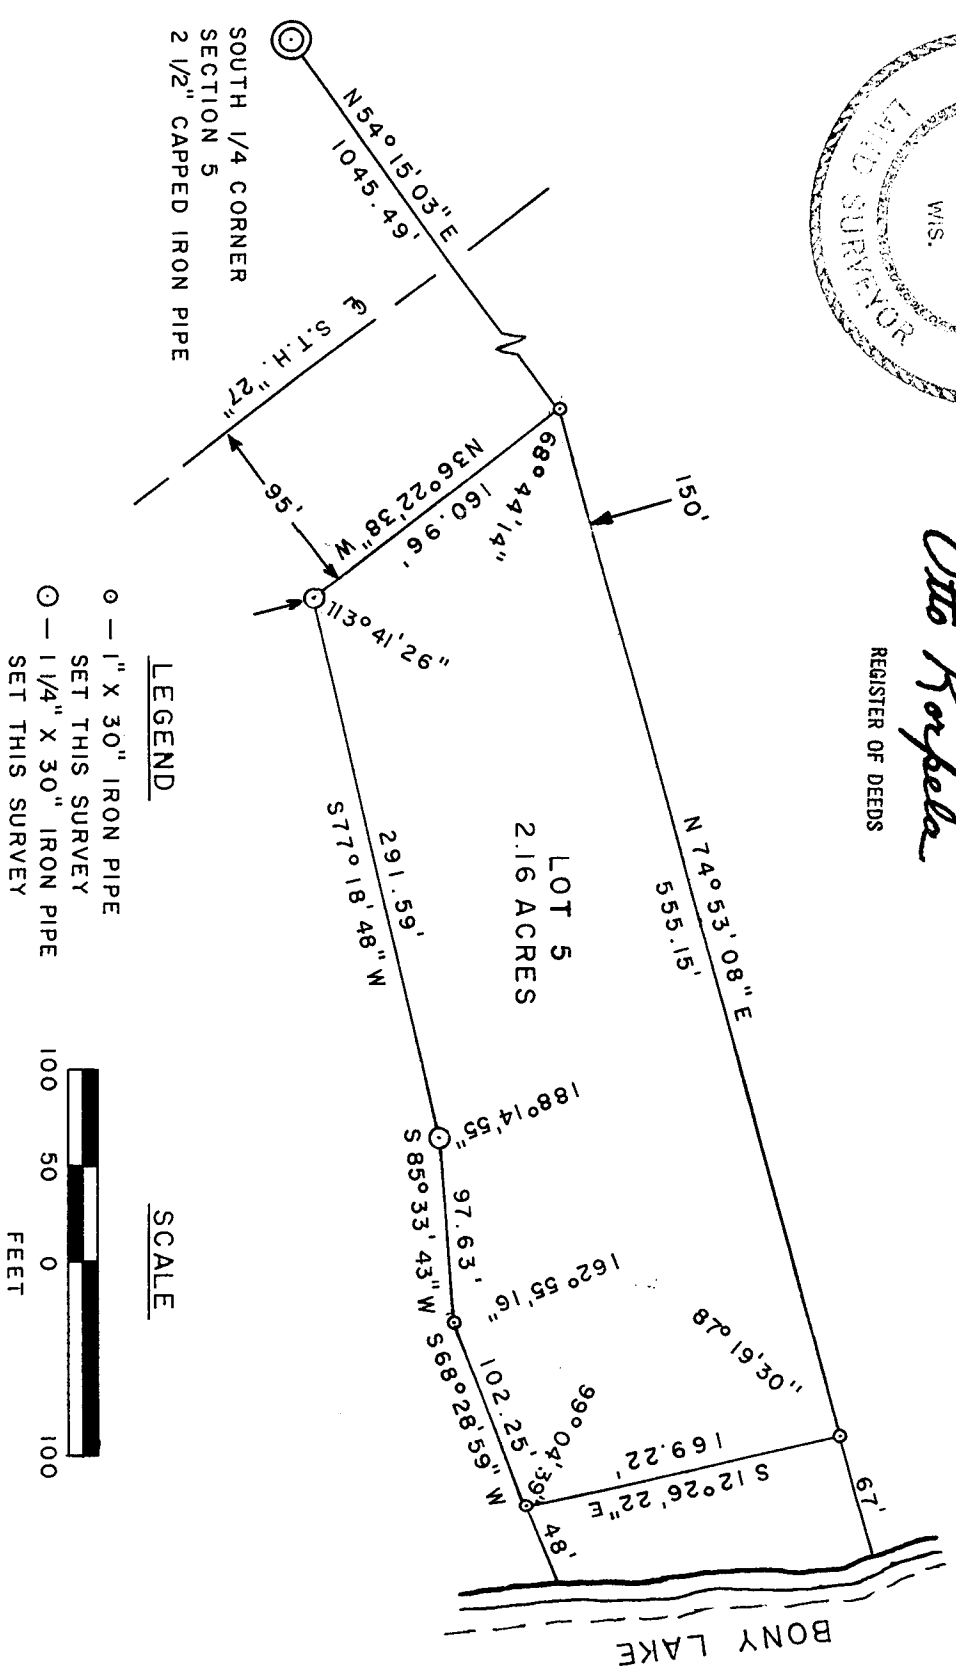 LAND SURVEYOR
WIS.
Otto Korpela
REGISTER OF DEEDS
SOUTH 1/4 CORNER
SECTION 5
2 1/2" CAPPED IRON PIPE
N54°15'03"E
1045.49'
℄ S.T.H. "27"
95'
N36°22'38"W
160.96'
68°44'14"
150'
113°41'26"
N74°53'08"E
555.15'
LOT 5
2.16 ACRES
291.59'
S77°18'48"W
188°14'55"
97.63'
S85°33'43"W
162°55'16"
102.25'
S68°28'59"W
99°04'39"
87°19'30"
169.22'
S12°26'22"E
67'
48'
BONY LAKE
LEGEND
⊙ — 1" X 30" IRON PIPE
SET THIS SURVEY
⊙ — 1 1/4" X 30" IRON PIPE
SET THIS SURVEY
SCALE
100 50 0 100
FEET